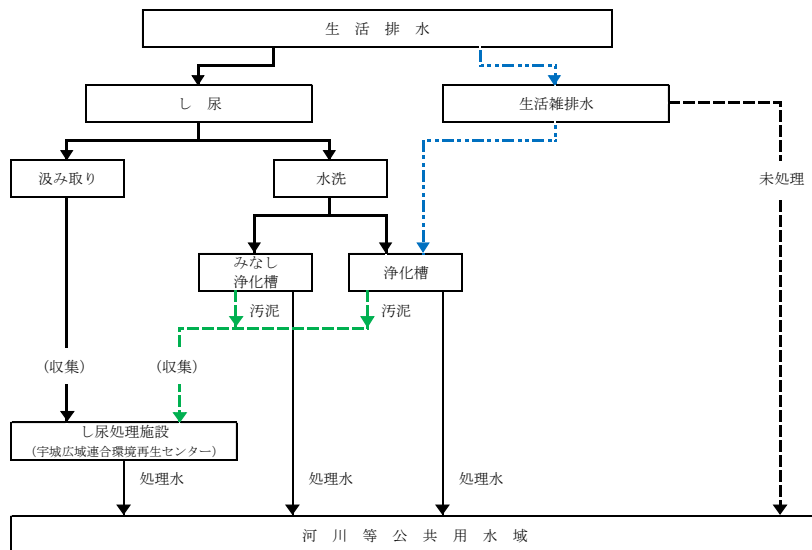 生 活 排 水
し 尿
生活雑排水
汲み取り
水洗
未処理
みなし
浄化槽
浄化槽
汚泥
汚泥
（収集）
（収集）
し尿処理施設
（宇城広域連合環境再生センター）
処理水
処理水
処理水
河 川 等 公 共 用 水 域